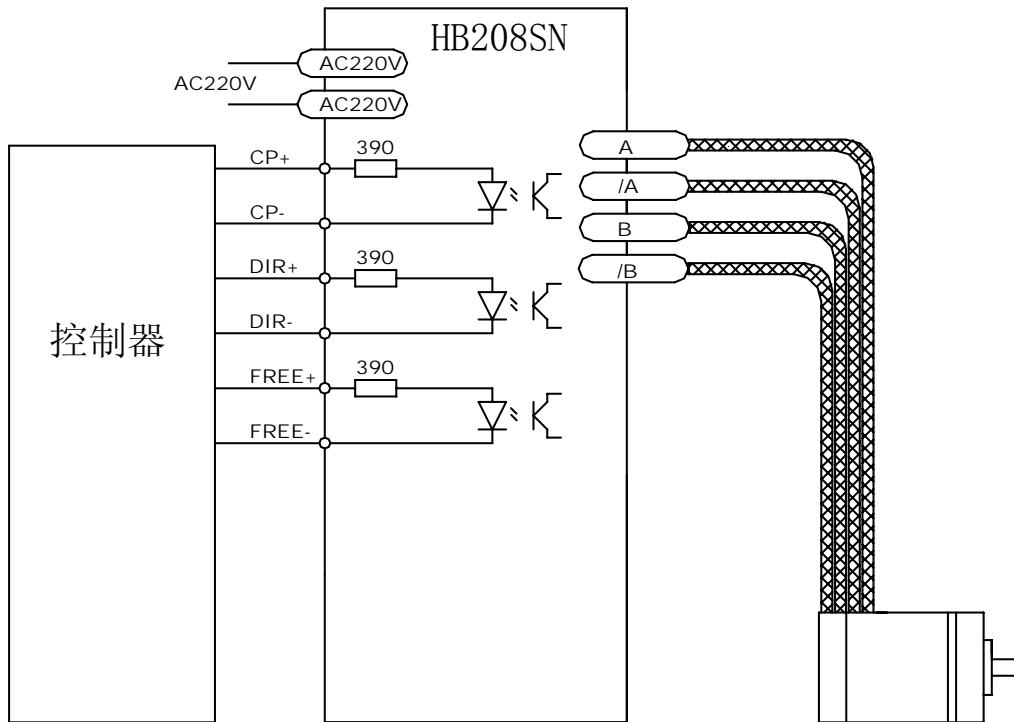 HB208SN
AC220V
AC220V
AC220V
A
390
CP+
/A
CP-
B
390
DIR+
/B
DIR-
控制器
390
FREE+
FREE-